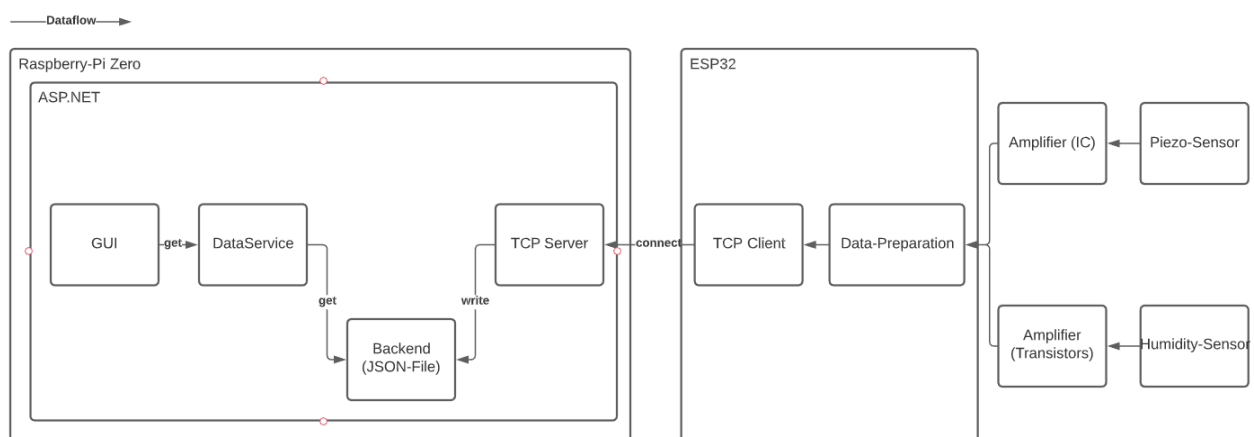 Dataflow
Raspberry-Pi Zero
ASP.NET
GUI
get
DataService
get
Backend
(JSON-File)
write
TCP Server
connect
ESP32
TCP Client
Data-Preparation
Amplifier (IC)
Piezo-Sensor
Amplifier
(Transistors)
Humidity-Sensor